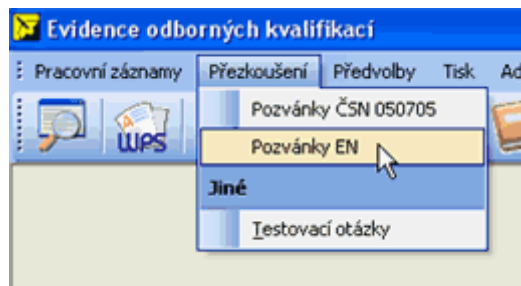 Evidence odborných kvalifikací
Pracovní záznamy Přezkoušení Předvolby Tisk Ad
WPS
Pozvánky ČSN 050705
Pozvánky EN
Jiné
Testovací otázky